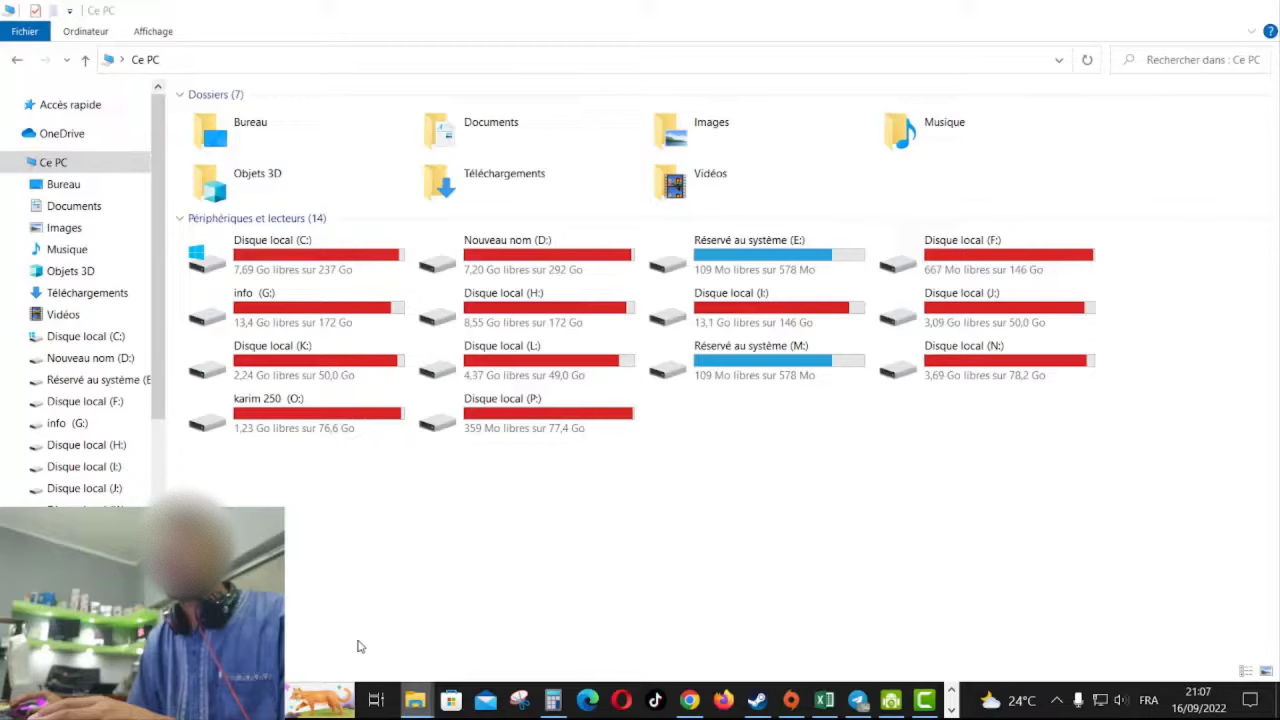 Ce PC
Fichier
Ordinateur
Affichage
Ce PC
Rechercher dans : Ce PC
Accès rapide
OneDrive
Ce PC
Bureau
Documents
Images
Musique
Objets 3D
Téléchargements
Vidéos
Disque local (C:)
Nouveau nom (D:)
Réservé au système (E
Disque local (F:)
info (G:)
Disque local (H:)
Disque local (I:)
Disque local (J:)
Dossiers (7)
Bureau
Documents
Images
Musique
Objets 3D
Téléchargements
Vidéos
Périphériques et lecteurs (14)
Disque local (C:)
7,69 Go libres sur 237 Go
Nouveau nom (D:)
7,20 Go libres sur 292 Go
Réservé au système (E:)
109 Mo libres sur 578 Mo
Disque local (F:)
667 Mo libres sur 146 Go
info (G:)
13,4 Go libres sur 172 Go
Disque local (H:)
8,55 Go libres sur 172 Go
Disque local (I:)
13,1 Go libres sur 146 Go
Disque local (J:)
3,09 Go libres sur 50,0 Go
Disque local (K:)
2,24 Go libres sur 50,0 Go
Disque local (L:)
4,37 Go libres sur 49,0 Go
Réservé au système (M:)
109 Mo libres sur 578 Mo
Disque local (N:)
3,69 Go libres sur 78,2 Go
karim 250 (O:)
1,23 Go libres sur 76,6 Go
Disque local (P:)
359 Mo libres sur 77,4 Go
24°C
FRA
21:07
16/09/2022